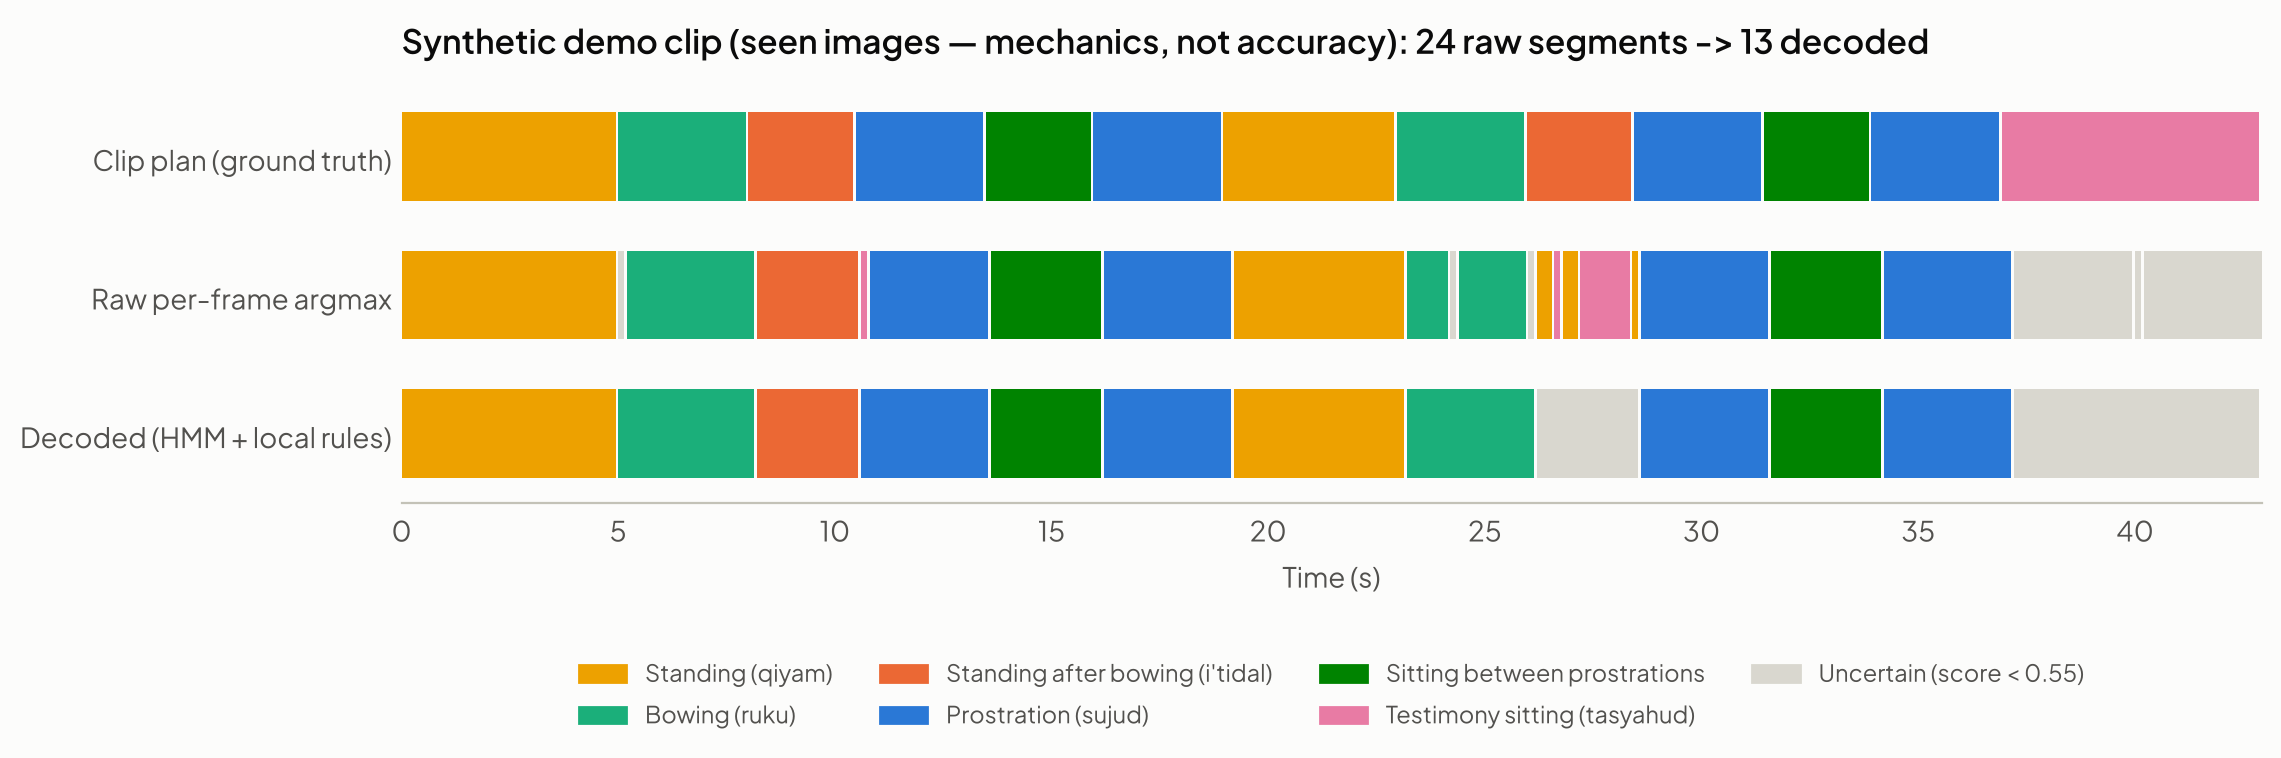 Synthetic demo clip (seen images — mechanics, not accuracy): 24 raw segments -> 13 decoded
Clip plan (ground truth)
Raw per-frame argmax
Decoded (HMM + local rules)
0 5 10 15 20 25 30 35 40
Time (s)
Standing (qiyam) Standing after bowing (i'tidal) Sitting between prostrations Uncertain (score < 0.55)
Bowing (ruku) Prostration (sujud) Testimony sitting (tasyahud)